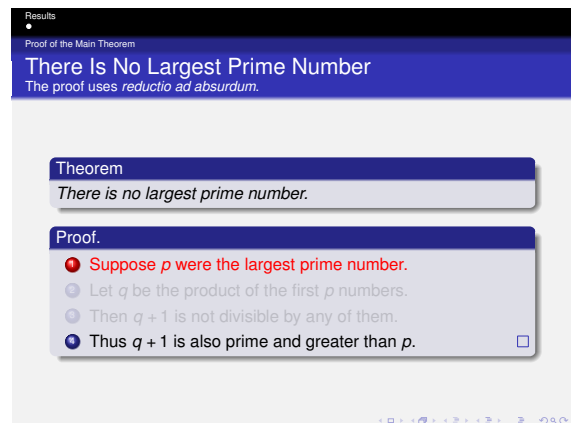 Results
Proof of the Main Theorem
There Is No Largest Prime Number
The proof uses reductio ad absurdum.
Theorem
There is no largest prime number.
Proof.
1 Suppose p were the largest prime number.
2 Let q be the product of the first p numbers.
3 Then q + 1 is not divisible by any of them.
4 Thus q + 1 is also prime and greater than p.